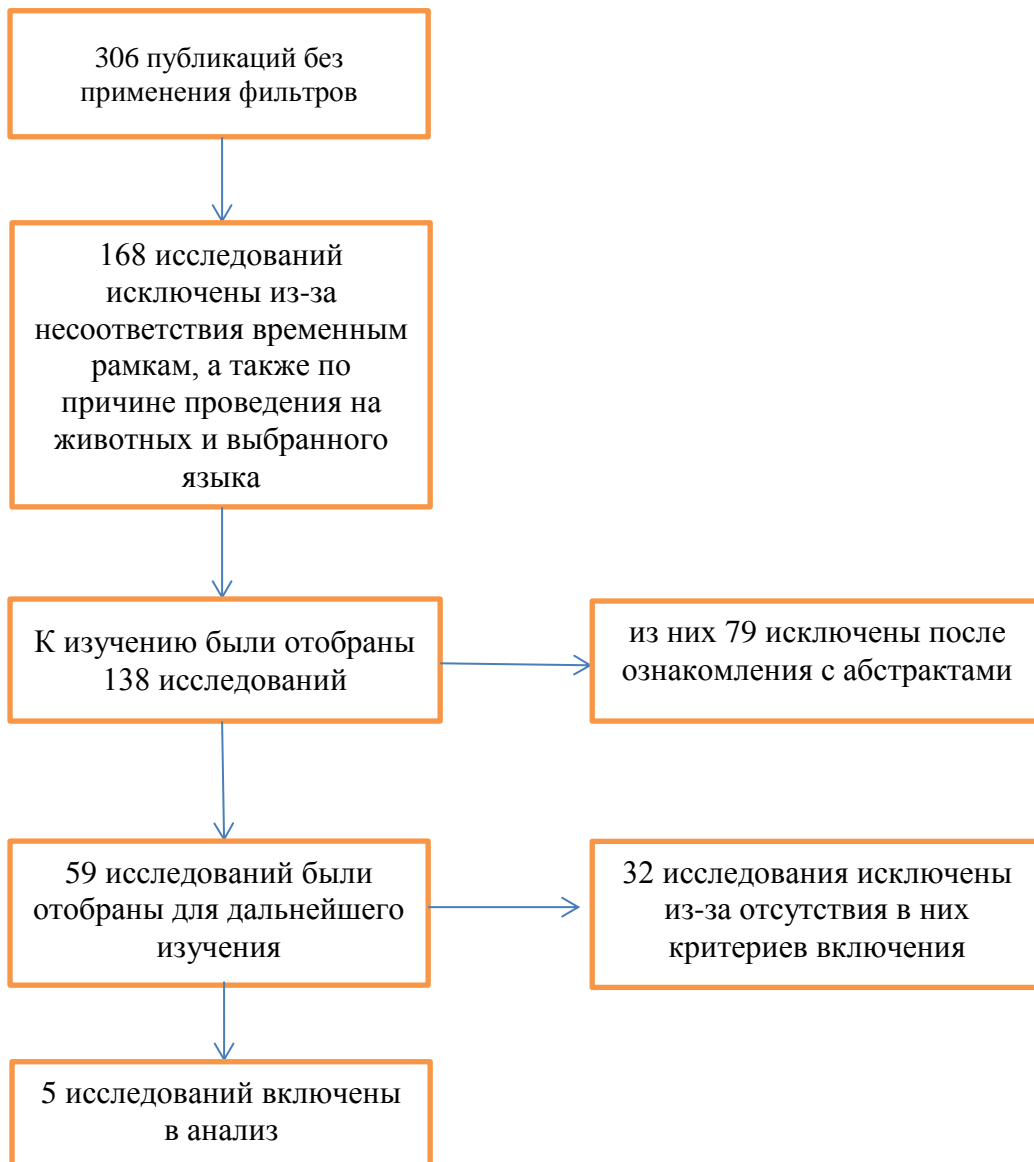 306 публикаций без
применения фильтров
168 исследований
исключены из-за
несоответствия временным
рамкам, а также по
причине проведения на
животных и выбранного
языка
К изучению были отобраны
138 исследований
из них 79 исключены после
ознакомления с абстрактами
59 исследований были
отобраны для дальнейшего
изучения
32 исследования исключены
из-за отсутствия в них
критериев включения
5 исследований включены
в анализ